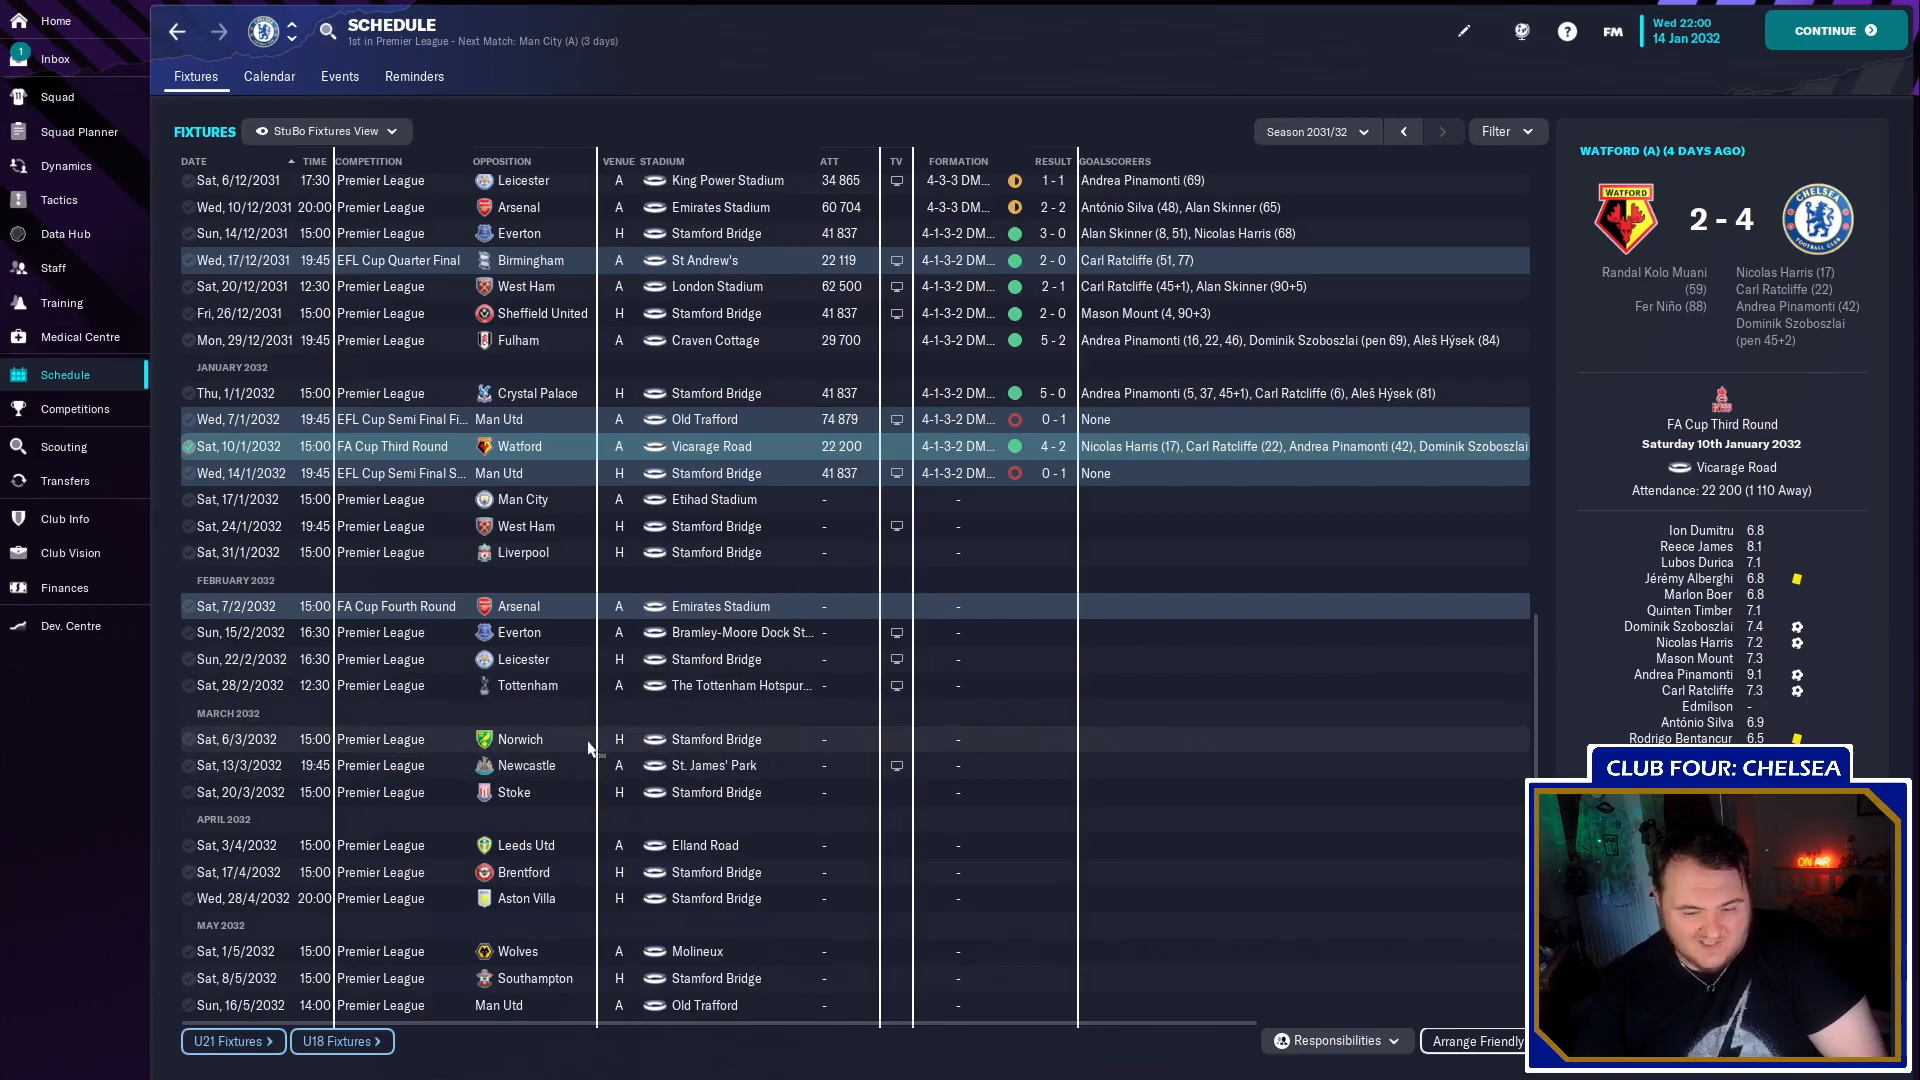 Home
1
Inbox
Squad
Squad Planner
Dynamics
Tactics
Data Hub
Staff
Training
Medical Centre
Schedule
Competitions
Scouting
Transfers
Club Info
Club Vision
Finances
Dev. Centre
SCHEDULE
1st in Premier League - Next Match: Man City (A) (3 days)
FM
Wed 22:00
14 Jan 2032
CONTINUE
Fixtures Calendar Events Reminders
FIXTURES StuBo Fixtures View Season 2031/32 Filter
DATE TIME COMPETITION OPPOSITION VENUE STADIUM ATT TV FORMATION RESULT GOALSCORERS
Sat, 6/12/2031 17:30 Premier League Leicester A King Power Stadium 34 865 4-3-3 DM... 1 - 1 Andrea Pinamonti (69)
Wed, 10/12/2031 20:00 Premier League Arsenal A Emirates Stadium 60 704 4-3-3 DM... 2 - 2 António Silva (48), Alan Skinner (65)
Sun, 14/12/2031 15:00 Premier League Everton H Stamford Bridge 41 837 4-1-3-2 DM... 3 - 0 Alan Skinner (8, 51), Nicolas Harris (68)
Wed, 17/12/2031 19:45 EFL Cup Quarter Final Birmingham A St Andrew's 22 119 4-1-3-2 DM... 2 - 0 Carl Ratcliffe (51, 77)
Sat, 20/12/2031 12:30 Premier League West Ham A London Stadium 62 500 4-1-3-2 DM... 2 - 1 Carl Ratcliffe (45+1), Alan Skinner (90+5)
Fri, 26/12/2031 15:00 Premier League Sheffield United H Stamford Bridge 41 837 4-1-3-2 DM... 2 - 0 Mason Mount (4, 90+3)
Mon, 29/12/2031 19:45 Premier League Fulham A Craven Cottage 29 700 4-1-3-2 DM... 5 - 2 Andrea Pinamonti (16, 22, 46), Dominik Szoboszlai (pen 69), Aleš Hýsek (84)
JANUARY 2032
Thu, 1/1/2032 15:00 Premier League Crystal Palace H Stamford Bridge 41 837 4-1-3-2 DM... 5 - 0 Andrea Pinamonti (5, 37, 45+1), Carl Ratcliffe (6), Aleš Hýsek (81)
Wed, 7/1/2032 19:45 EFL Cup Semi Final Fi... Man Utd A Old Trafford 74 879 4-1-3-2 DM... 0 - 1 None
Sat, 10/1/2032 15:00 FA Cup Third Round Watford A Vicarage Road 22 200 4-1-3-2 DM... 4 - 2 Nicolas Harris (17), Carl Ratcliffe (22), Andrea Pinamonti (42), Dominik Szoboszlai
Wed, 14/1/2032 19:45 EFL Cup Semi Final S... Man Utd H Stamford Bridge 41 837 4-1-3-2 DM... 0 - 1 None
Sat, 17/1/2032 15:00 Premier League Man City A Etihad Stadium - -
Sat, 24/1/2032 19:45 Premier League West Ham H Stamford Bridge - -
Sat, 31/1/2032 15:00 Premier League Liverpool H Stamford Bridge - -
FEBRUARY 2032
Sat, 7/2/2032 15:00 FA Cup Fourth Round Arsenal A Emirates Stadium - -
Sun, 15/2/2032 16:30 Premier League Everton A Bramley-Moore Dock St... - -
Sun, 22/2/2032 16:30 Premier League Leicester H Stamford Bridge - -
Sat, 28/2/2032 12:30 Premier League Tottenham A The Tottenham Hotspur... - -
MARCH 2032
Sat, 6/3/2032 15:00 Premier League Norwich H Stamford Bridge - -
Sat, 13/3/2032 19:45 Premier League Newcastle A St. James' Park - -
Sat, 20/3/2032 15:00 Premier League Stoke H Stamford Bridge - -
APRIL 2032
Sat, 3/4/2032 15:00 Premier League Leeds Utd A Elland Road - -
Sat, 17/4/2032 15:00 Premier League Brentford H Stamford Bridge - -
Wed, 28/4/2032 20:00 Premier League Aston Villa H Stamford Bridge - -
MAY 2032
Sat, 1/5/2032 15:00 Premier League Wolves A Molineux - -
Sat, 8/5/2032 15:00 Premier League Southampton H Stamford Bridge - -
Sun, 16/5/2032 14:00 Premier League Man Utd A Old Trafford - -
U21 Fixtures U18 Fixtures Responsibilities Arrange Friendly
WATFORD (A) (4 DAYS AGO)
WATFORD
CHELSEA
FOOTBALL CLUB
2 - 4
Randal Kolo Muani
(59)
Fer Niño (88)
Nicolas Harris (17)
Carl Ratcliffe (22)
Andrea Pinamonti (42)
Dominik Szoboszlai
(pen 45+2)
FA Cup Third Round
Saturday 10th January 2032
Vicarage Road
Attendance: 22 200 (1 110 Away)
Ion Dumitru 6.8
Reece James 8.1
Lubos Durica 7.1
Jérémy Alberghi 6.8
Marlon Boer 6.8
Quinten Timber 7.1
Dominik Szoboszlai 7.4
Nicolas Harris 7.2
Mason Mount 7.3
Andrea Pinamonti 9.1
Carl Ratcliffe 7.3
Edmílson -
António Silva 6.9
Rodrigo Bentancur 6.5
CLUB FOUR: CHELSEA
ON AIR